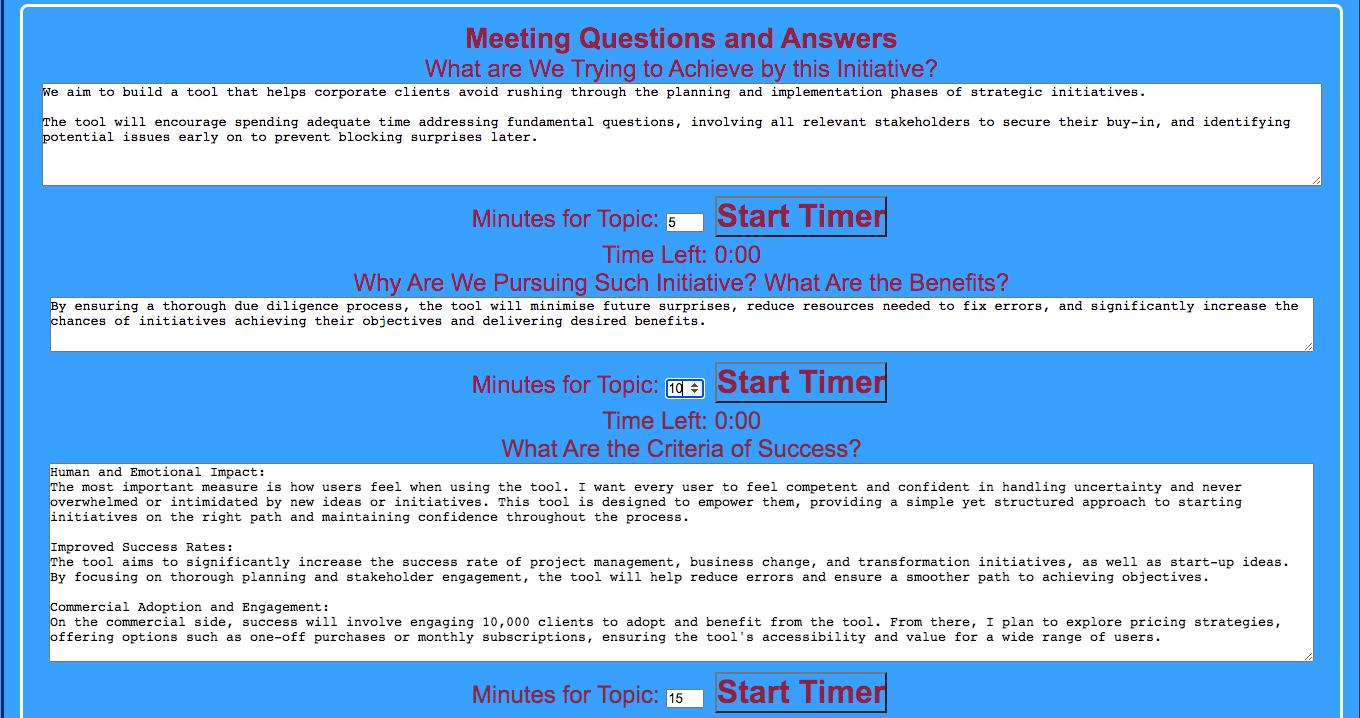 Meeting Questions and Answers
What are We Trying to Achieve by this Initiative?
We aim to build a tool that helps corporate clients avoid rushing through the planning and implementation phases of strategic initiatives.
The tool will encourage spending adequate time addressing fundamental questions, involving all relevant stakeholders to secure their buy-in, and identifying
potential issues early on to prevent blocking surprises later.
Minutes for Topic: 5 Start Timer
Time Left: 0:00
Why Are We Pursuing Such Initiative? What Are the Benefits?
By ensuring a thorough due diligence process, the tool will minimise future surprises, reduce resources needed to fix errors, and significantly increase the
chances of initiatives achieving their objectives and delivering desired benefits.
Minutes for Topic: 10 Start Timer
Time Left: 0:00
What Are the Criteria of Success?
Human and Emotional Impact:
The most important measure is how users feel when using the tool. I want every user to feel competent and confident in handling uncertainty and never
overwhelmed or intimidated by new ideas or initiatives. This tool is designed to empower them, providing a simple yet structured approach to starting
initiatives on the right path and maintaining confidence throughout the process.
Improved Success Rates:
The tool aims to significantly increase the success rate of project management, business change, and transformation initiatives, as well as start-up ideas.
By focusing on thorough planning and stakeholder engagement, the tool will help reduce errors and ensure a smoother path to achieving objectives.
Commercial Adoption and Engagement:
On the commercial side, success will involve engaging 10,000 clients to adopt and benefit from the tool. From there, I plan to explore pricing strategies,
offering options such as one-off purchases or monthly subscriptions, ensuring the tool's accessibility and value for a wide range of users.
Minutes for Topic: 15 Start Timer